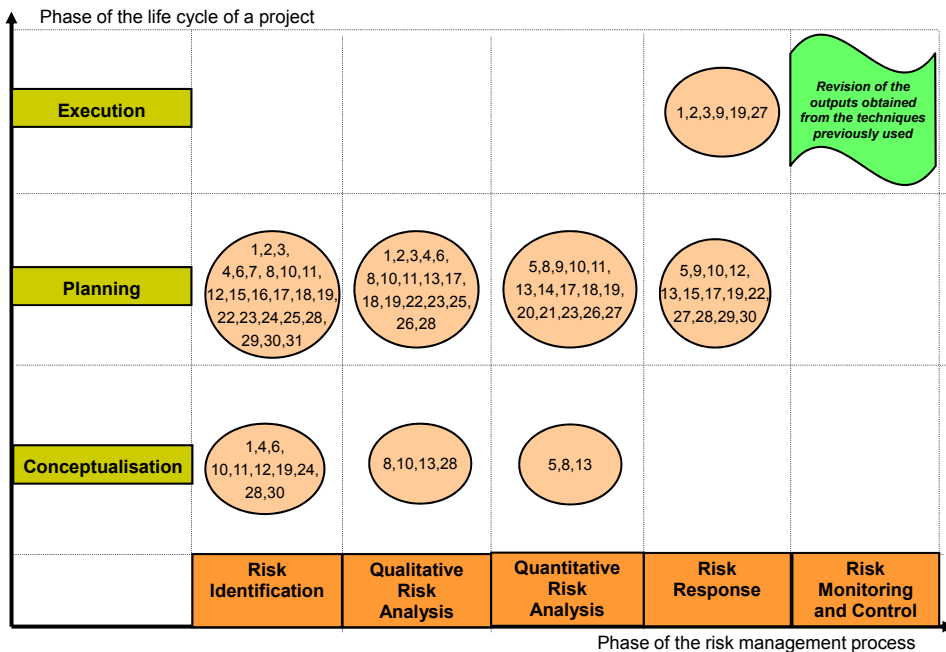 Phase of the life cycle of a project
Execution
1,2,3,9,19,27
Revision of the
outputs obtained
from the techniques
previously used
Planning
1,2,3,
4,6,7, 8,10,11,
12,15,16,17,18,19,
22,23,24,25,28,
29,30,31
1,2,3,4,6,
8,10,11,13,17,
18,19,22,23,25,
26,28
5,8,9,10,11,
13,14,17,18,19,
20,21,23,26,27
5,9,10,12,
13,15,17,19,22,
27,28,29,30
Conceptualisation
1,4,6,
10,11,12,19,24,
28,30
8,10,13,28
5,8,13
Risk
Identification
Qualitative
Risk
Analysis
Quantitative
Risk
Analysis
Risk
Response
Risk
Monitoring
and Control
Phase of the risk management process